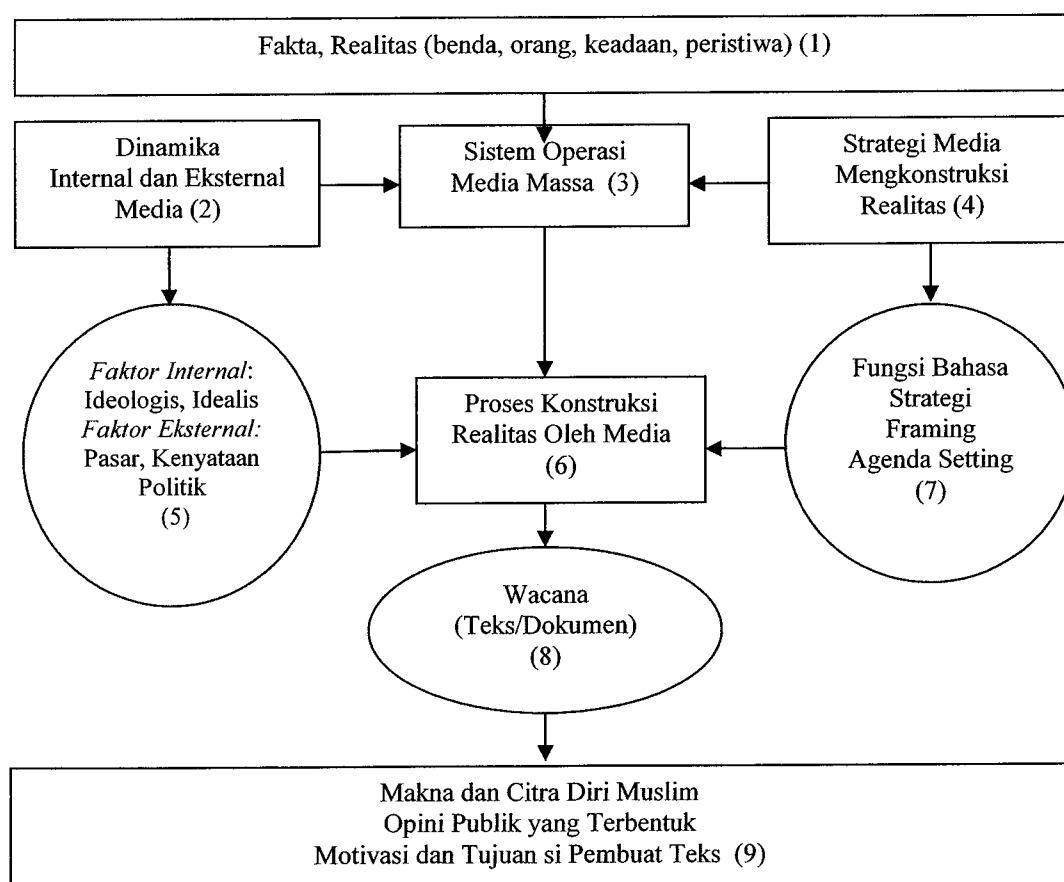 Fakta, Realitas (benda, orang, keadaan, peristiwa) (1)
Dinamika
Internal dan Eksternal
Media (2)
Sistem Operasi
Media Massa (3)
Strategi Media
Mengkonstruksi
Realitas (4)
Faktor Internal:
Ideologis, Idealis
Faktor Eksternal:
Pasar, Kenyataan
Politik
(5)
Proses Konstruksi
Realitas Oleh Media
(6)
Fungsi Bahasa
Strategi
Framing
Agenda Setting
(7)
Wacana
(Teks/Dokumen)
(8)
Makna dan Citra Diri Muslim
Opini Publik yang Terbentuk
Motivasi dan Tujuan si Pembuat Teks (9)